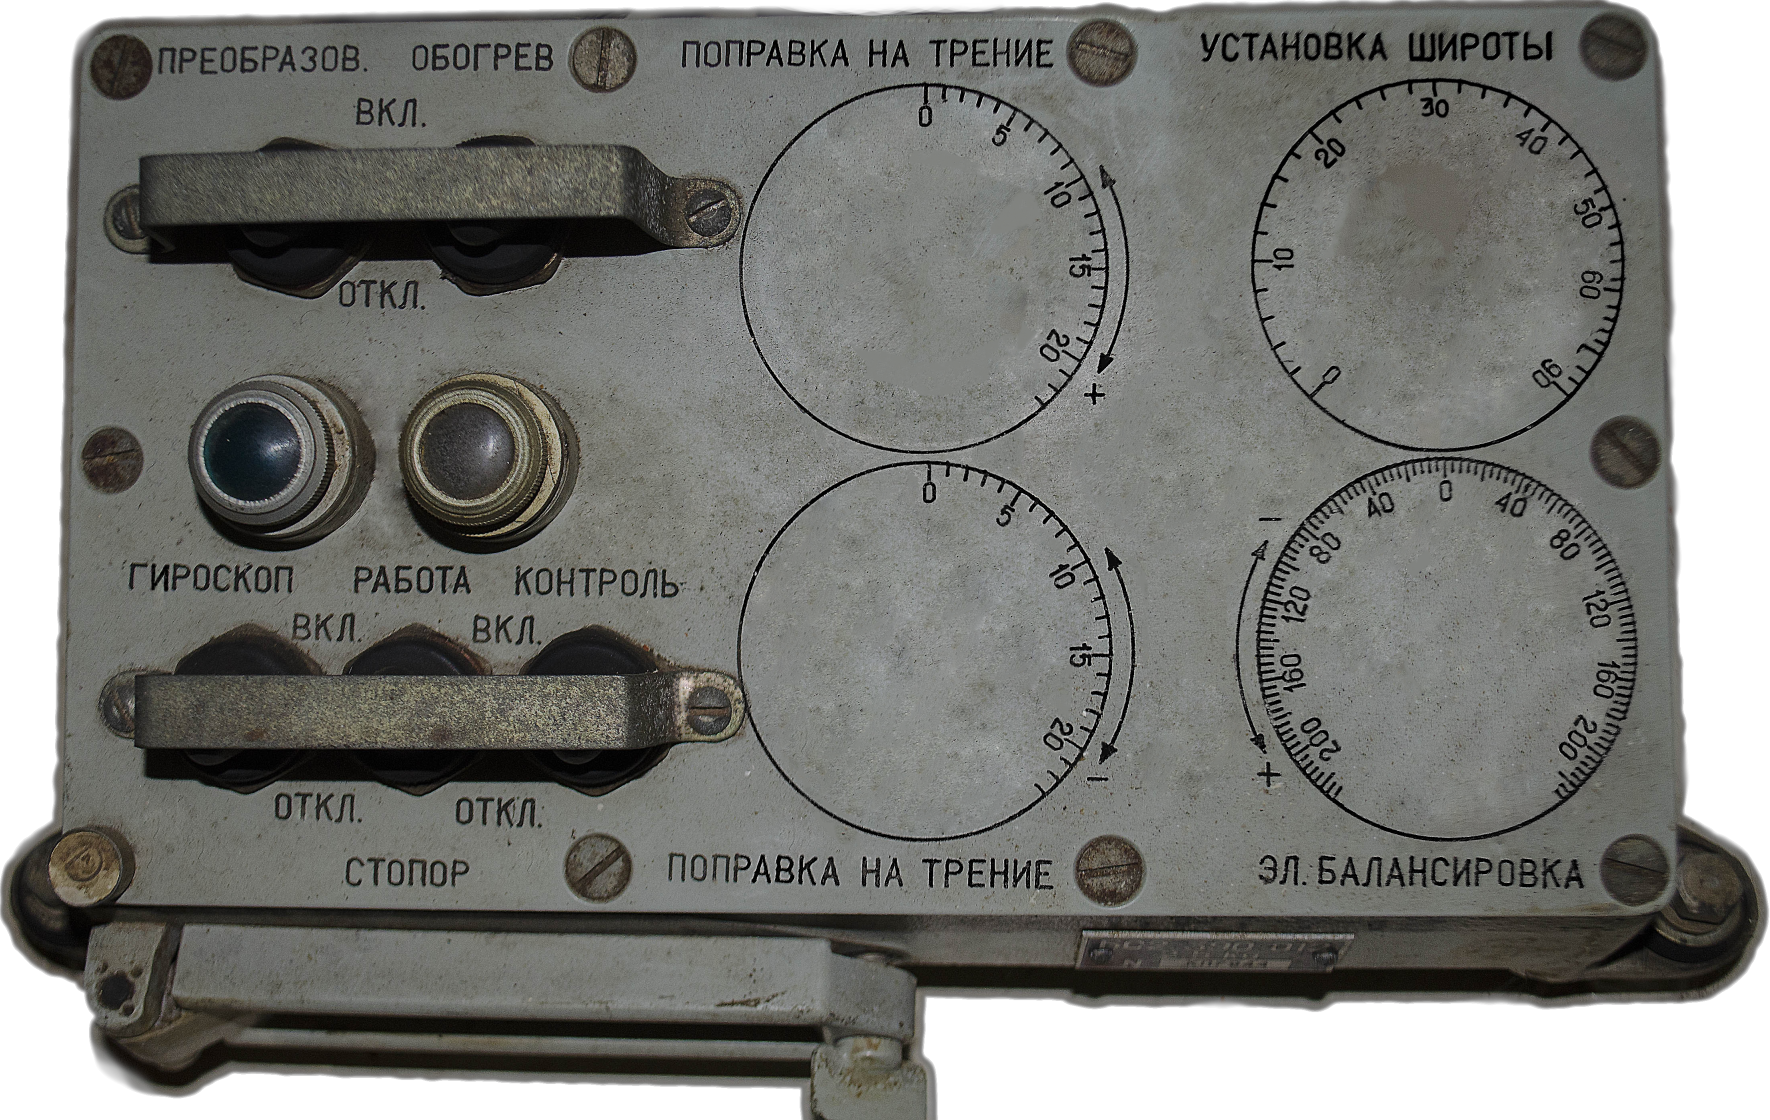 ПРЕОБРАЗОВ. ОБОГРЕВ ПОПРАВКА НА ТРЕНИЕ УСТАНОВКА ШИРОТЫ
ВКЛ.
ОТКЛ.
0 5 10 15 20
+
0 10 20 30 40 50 60 90
ГИРОСКОП РАБОТА КОНТРОЛЬ
ВКЛ. ВКЛ.
ОТКЛ. ОТКЛ.
СТОПОР
0 5 10 15 20
–
– 200 160 120 80 40 0 40 80 120 160 200
+
ПОПРАВКА НА ТРЕНИЕ ЭЛ. БАЛАНСИРОВКА